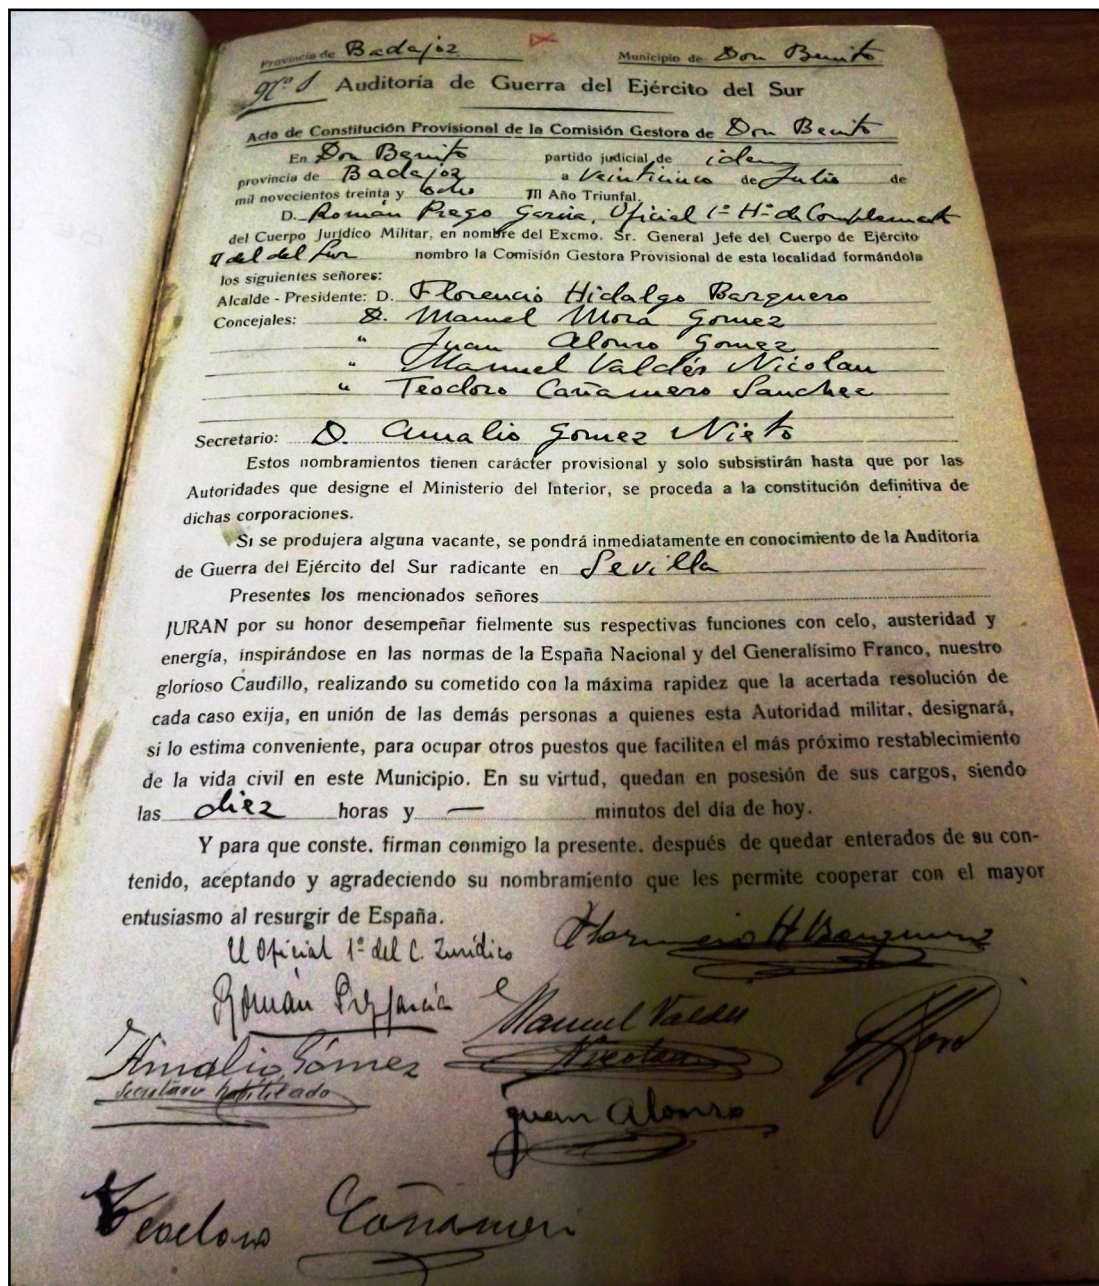 Provincia de Badajoz Municipio de Don Benito
Nº 1 Auditoría de Guerra del Ejército del Sur
Acta de Constitución Provisional de la Comisión Gestora de Don Benito
En Don Benito partido judicial de idem
provincia de Badajoz a Veinticinco de Julio de
mil novecientos treinta y ocho III Año Triunfal.
D. Román Prego García, Oficial 1º Hº de Complemento
del Cuerpo Jurídico Militar, en nombre del Excmo. Sr. General Jefe del Cuerpo de Ejército
del del Sur nombro la Comisión Gestora Provisional de esta localidad formándola
los siguientes señores:
Alcalde - Presidente: D. Florencio Hidalgo Barquero
Concejales: D. Manuel Mora Gomez
" Juan Alonso Gomez
" Manuel Valdés Nicolau
" Teodoro Cañamero Sanchez
Secretario: D. Amalio Gomez Nieto
Estos nombramientos tienen carácter provisional y solo subsistirán hasta que por las
Autoridades que designe el Ministerio del Interior, se proceda a la constitución definitiva de
dichas corporaciones.
Si se produjera alguna vacante, se pondrá inmediatamente en conocimiento de la Auditoría
de Guerra del Ejército del Sur radicante en Sevilla
Presentes los mencionados señores
JURAN por su honor desempeñar fielmente sus respectivas funciones con celo, austeridad y
energía, inspirándose en las normas de la España Nacional y del Generalísimo Franco, nuestro
glorioso Caudillo, realizando su cometido con la máxima rapidez que la acertada resolución de
cada caso exija, en unión de las demás personas a quienes esta Autoridad militar, designará,
si lo estima conveniente, para ocupar otros puestos que faciliten el más próximo restablecimiento
de la vida civil en este Municipio. En su virtud, quedan en posesión de sus cargos, siendo
las diez horas y — minutos del día de hoy.
Y para que conste, firman conmigo la presente, después de quedar enterados de su con-
tenido, aceptando y agradeciendo su nombramiento que les permite cooperar con el mayor
entusiasmo al resurgir de España.
El Oficial 1º del C. Jurídico
Florencio H Barquero
Román
Manuel Valdés
Nicolau
Mora
Amalio Gómez
Secretario habilitado
Juan Alonso
Teodoro Cañamero